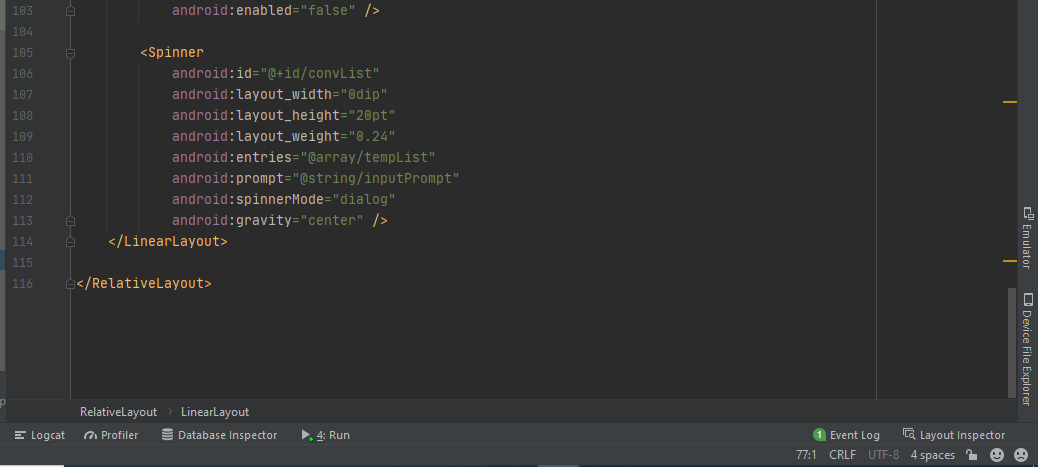 103 android:enabled="false" />
104
105 <Spinner
106 android:id="@+id/convList"
107 android:layout_width="0dip"
108 android:layout_height="20pt"
109 android:layout_weight="0.24"
110 android:entries="@array/tempList"
111 android:prompt="@string/inputPrompt"
112 android:spinnerMode="dialog"
113 android:gravity="center" />
114 </LinearLayout>
115
116 </RelativeLayout>
Emulator
Device File Explorer
RelativeLayout › LinearLayout
Logcat Profiler Database Inspector 4: Run 1 Event Log Layout Inspector
77:1 CRLF UTF-8 4 spaces